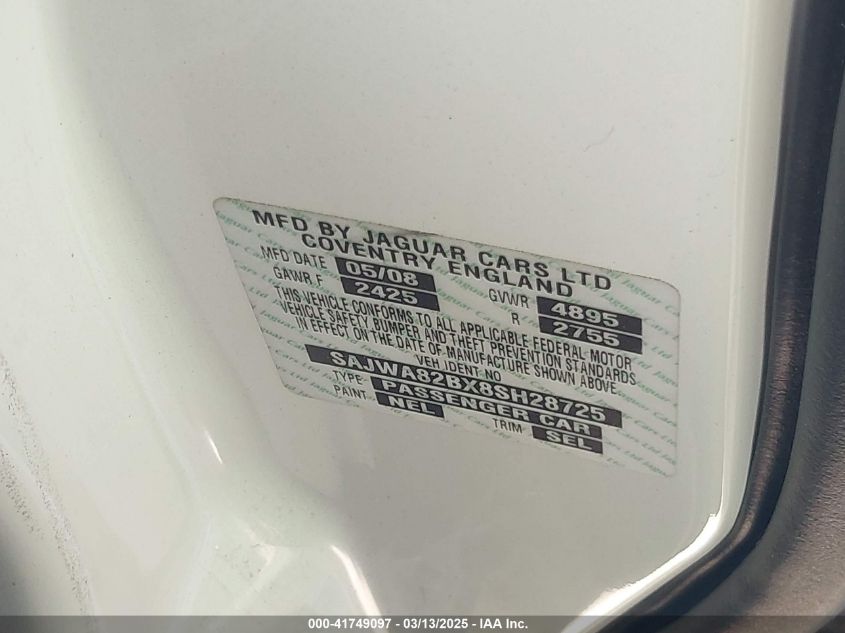 MFD BY JAGUAR CARS LTD
COVENTRY ENGLAND
MFD DATE 05/08 GVWR 4895
GAWR F 2425 R 2755
THIS VEHICLE CONFORMS TO ALL APPLICABLE FEDERAL MOTOR
VEHICLE SAFETY, BUMPER AND THEFT PREVENTION STANDARDS
IN EFFECT ON THE DATE OF MANUFACTURE SHOWN ABOVE
VEH IDENT NO
SAJWA82BX8SH28725
TYPE PASSENGER CAR
PAINT NEL TRIM SEL
000-41749097 - 03/13/2025 - IAA Inc.